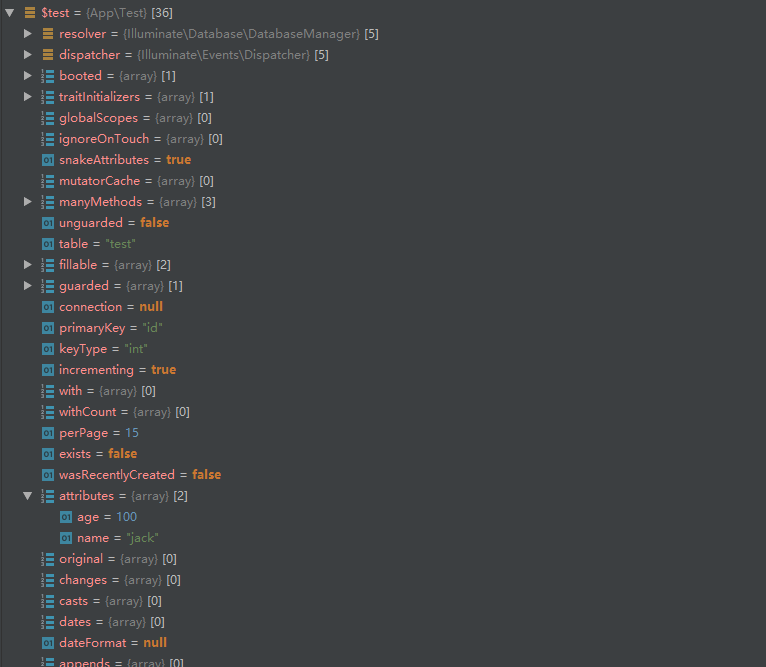 $test = {App\Test} [36]
resolver = {Illuminate\Database\DatabaseManager} [5]
dispatcher = {Illuminate\Events\Dispatcher} [5]
booted = {array} [1]
traitInitializers = {array} [1]
globalScopes = {array} [0]
ignoreOnTouch = {array} [0]
snakeAttributes = true
mutatorCache = {array} [0]
manyMethods = {array} [3]
unguarded = false
table = "test"
fillable = {array} [2]
guarded = {array} [1]
connection = null
primaryKey = "id"
keyType = "int"
incrementing = true
with = {array} [0]
withCount = {array} [0]
perPage = 15
exists = false
wasRecentlyCreated = false
attributes = {array} [2]
age = 100
name = "jack"
original = {array} [0]
changes = {array} [0]
casts = {array} [0]
dates = {array} [0]
dateFormat = null
appends = {array} [0]